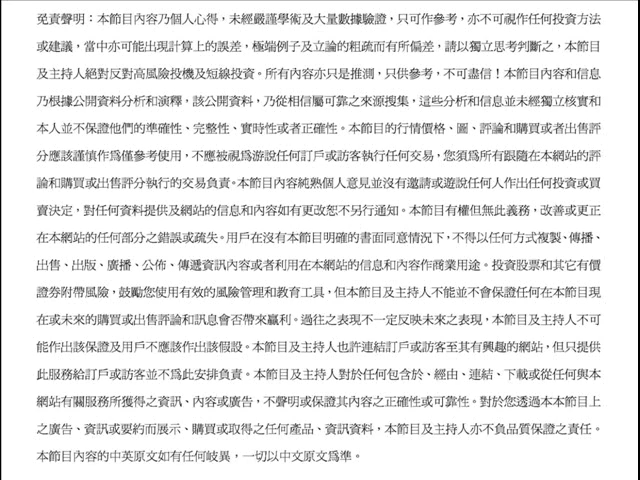 免責聲明：本節目內容乃個人心得，未經嚴謹學術及大量數據驗證，只可作參考，亦不可視作任何投資方法
或建議，當中亦可能出現計算上的誤差，極端例子及立論的粗疏而有所偏差，請以獨立思考判斷之，本節目
及主持人絕對反對高風險投機及短線投資。所有內容亦只是推測，只供參考，不可盡信！本節目內容和信息
乃根據公開資料分析和演釋，該公開資料，乃從相信屬可靠之來源搜集，這些分析和信息並未經獨立核實和
本人並不保證他們的準確性、完整性、實時性或者正確性。本節目的行情價格、圖、評論和購買或者出售評
分應該謹慎作爲僅參考使用，不應被視爲游說任何訂戶或訪客執行任何交易，您須爲所有跟隨在本網站的評
論和購買或出售評分執行的交易負責。本節目內容純熟個人意見並沒有邀請或遊說任何人作出任何投資或買
賣決定，對任何資料提供及網站的信息和內容如有更改恕不另行通知。本節目有權但無此義務，改善或更正
在本網站的任何部分之錯誤或疏失。用戶在沒有本節目明確的書面同意情況下，不得以任何方式複製、傳播、
出售、出版、廣播、公佈、傳遞資訊內容或者利用在本網站的信息和內容作商業用途。投資股票和其它有價
證券附帶風險，鼓勵您使用有效的風險管理和教育工具，但本節目及主持人不能並不會保證任何在本節目現
在或未來的購買或出售評論和訊息會否帶來贏利。過往之表現不一定反映未來之表現，本節目及主持人不可
能作出該保證及用戶不應該作出該假設。本節目及主持人也許連結訂戶或訪客至其有興趣的網站，但只提供
此服務給訂戶或訪客並不爲此安排負責。本節目及主持人對於任何包含於、經由、連結、下載或從任何與本
網站有關服務所獲得之資訊、內容或廣告，不聲明或保證其內容之正確性或可靠性。對於您透過本本節目上
之廣告、資訊或要約而展示、購買或取得之任何產品、資訊資料，本節目及主持人亦不負品質保證之責任。
本節目內容的中英原文如有任何歧異，一切以中文原文爲準。